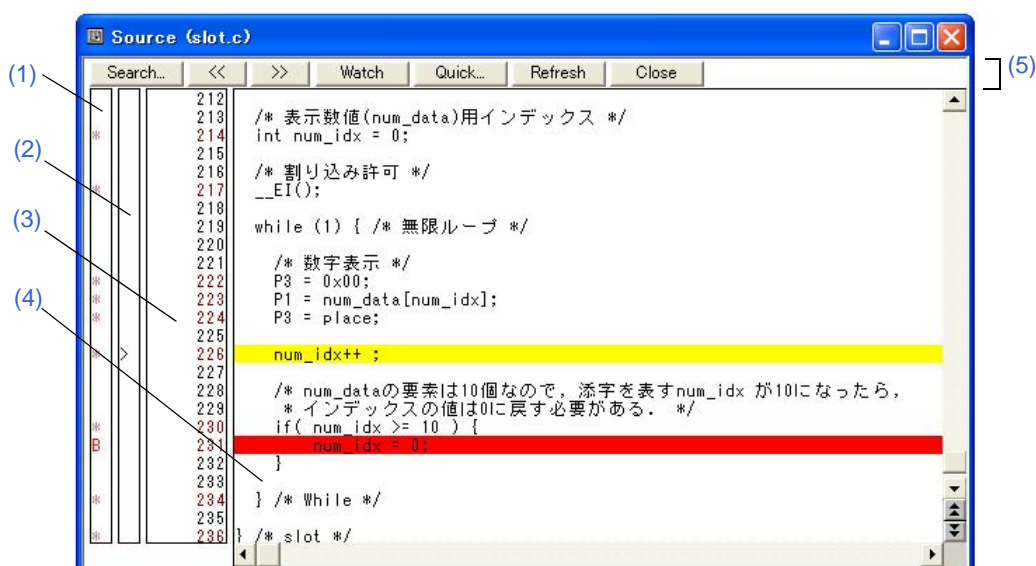 Source (slot.c)
Search... << >> Watch Quick... Refresh Close
(5)
(1)
212
213 /* 表示数値(num_data)用インデックス */
* 214 int num_idx = 0;
215
(2)
216 /* 割り込み許可 */
* 217 __EI();
218
(3)
219 while (1) { /* 無限ループ */
220
221 /* 数字表示 */
* 222 P3 = 0x00;
(4)
* 223 P1 = num_data[num_idx];
* 224 P3 = place;
225
* > 226 num_idx++ ;
227
228 /* num_dataの要素は10個なので，添字を表すnum_idx が10になったら，
229 * インデックスの値は0に戻す必要がある． */
* 230 if( num_idx >= 10 ) {
B 231 num_idx = 0;
232 }
233
* 234 } /* While */
235
* 236 } /* slot */